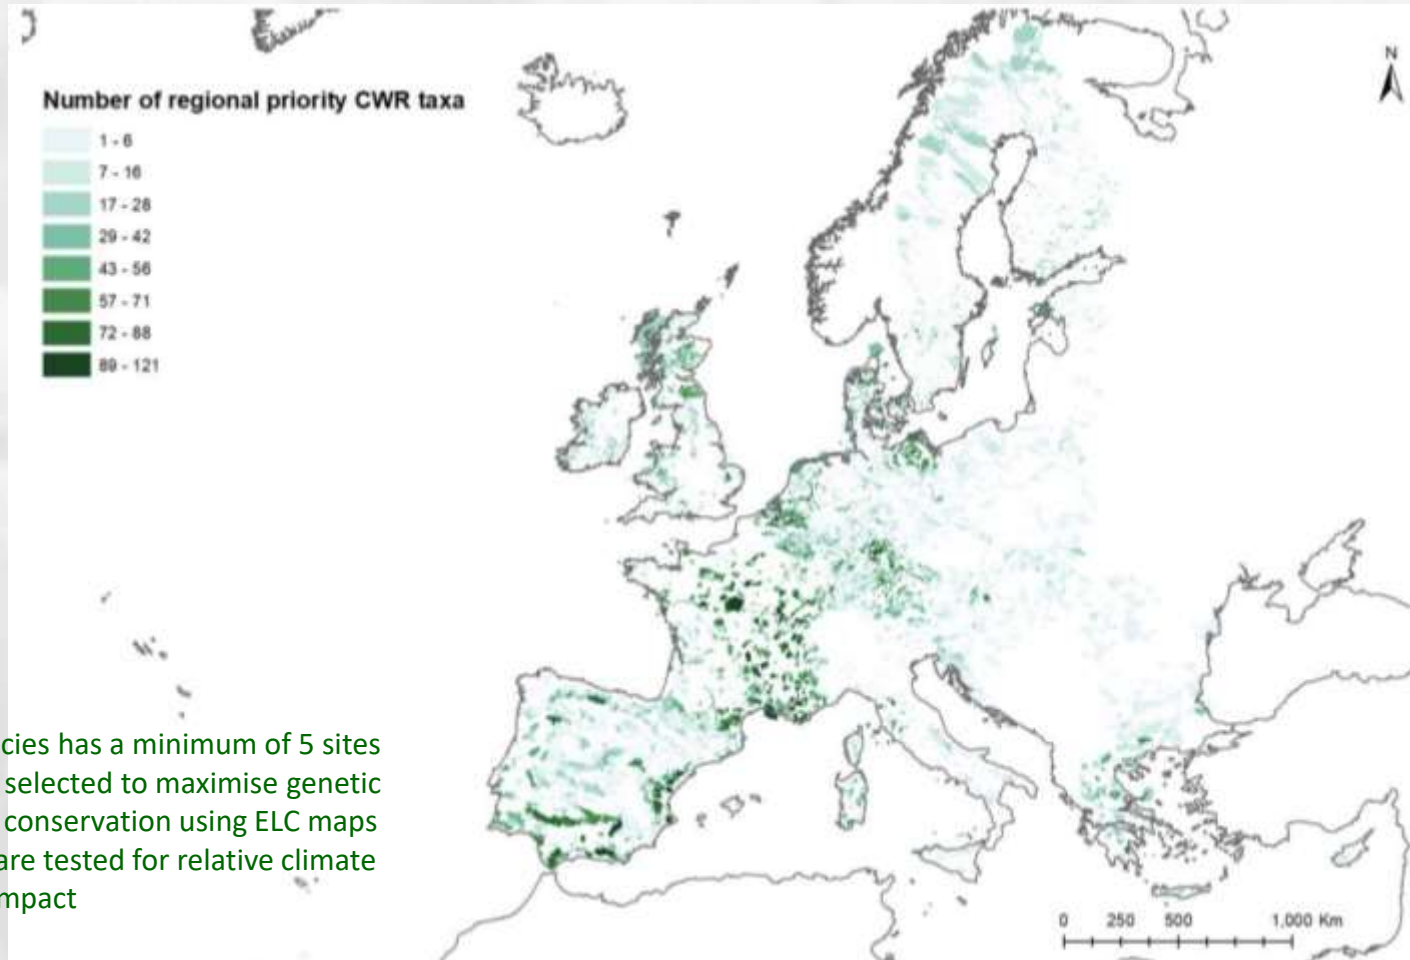 N
Number of regional priority CWR taxa
1 - 6
7 - 16
17 - 28
29 - 42
43 - 56
57 - 71
72 - 88
89 - 121
has a minimum of 5 sites
selected to maximise genetic
conservation using ELC maps
are tested for relative climate
0 250 500 1,000 Km